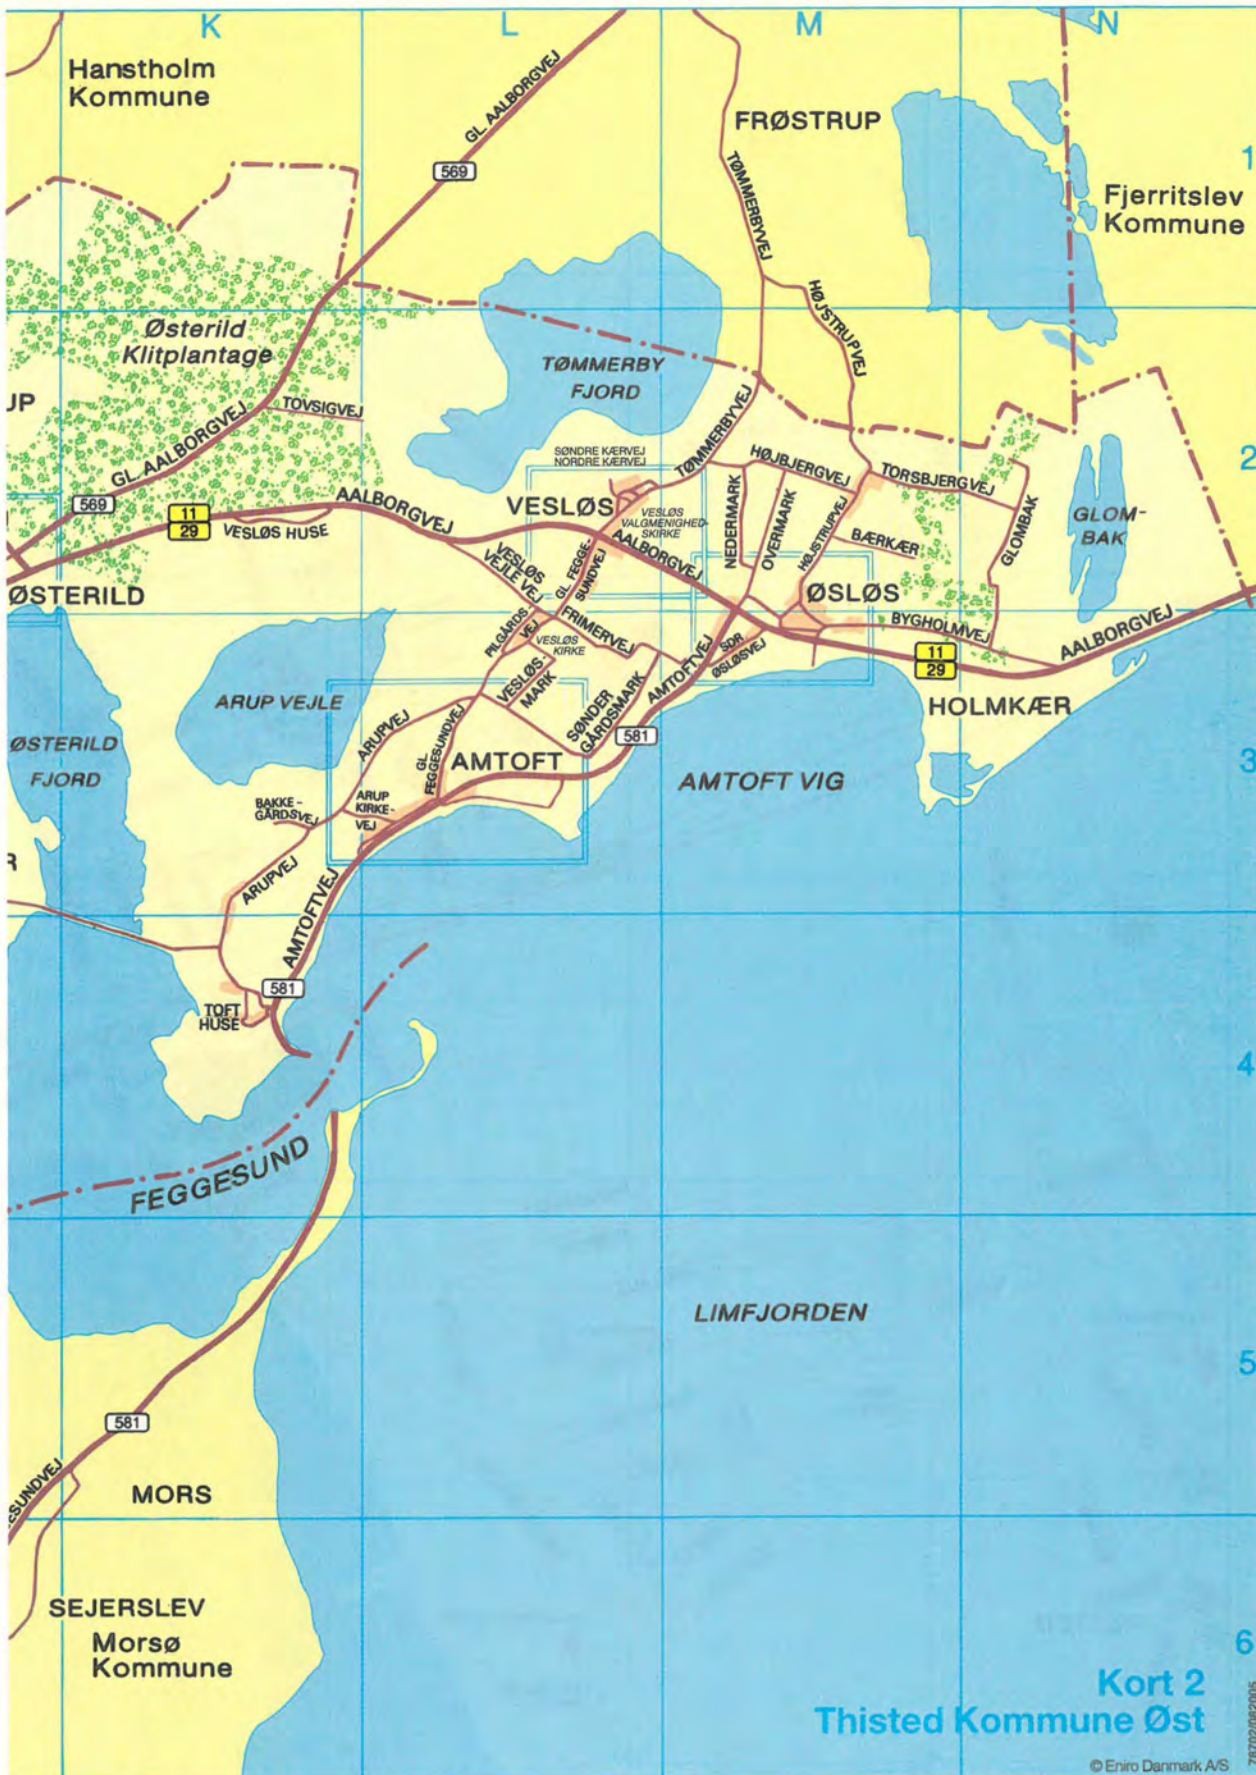 K
L
M
N
Hanstholm
Kommune
GL. AALBORGVEJ
569
FRØSTRUP
1
TØMMERBYVEJ
Fjerritslev
Kommune
HØJSTRUPVEJ
Østerild
Klitplantage
TØMMERBY
FJORD
TOVSIGVEJ
GL. AALBORGVEJ
SØNDRE KÆRVEJ
NORDRE KÆRVEJ
TØMMERBYVEJ
HØJBJERGVEJ
TORSBJERGVEJ
2
569
11
29
AALBORGVEJ
VESLØS HUSE
VESLØS
VESLØS
VALGMENIGHED-
SKIRKE
NEDERMARK
OVERMARK
HØJSTRUPVEJ
BÆRKÆR
GLOMBAK
GLOM-
BAK
AALBORGVEJ
VESLØS
VEJLE VEJ
GL. FEGGE-
SUNDVEJ
ØSTERILD
ØSLØS
PILGÅRDS-
VEJ
FRIMERVEJ
VESLØS
KIRKE
BYGHOLMVEJ
AALBORGVEJ
11
29
SDR
ØSLØSVEJ
AMTOFTVEJ
VESLØS-
MARK
SØNDER
GÅRDSMARK
581
HOLMKÆR
ARUP VEJLE
ARUPVEJ
GL
FEGGESUNDVEJ
AMTOFT
ØSTERILD
FJORD
AMTOFT VIG
3
BAKKE-
GÅRDSVEJ
ARUP
KIRKE-
VEJ
ARUPVEJ
AMTOFTVEJ
581
TOFT
HUSE
4
FEGGESUND
LIMFJORDEN
5
581
MORS
ESUNDVEJ
SEJERSLEV
Morsø
Kommune
6
Kort 2
Thisted Kommune Øst
© Eniro Danmark A/S